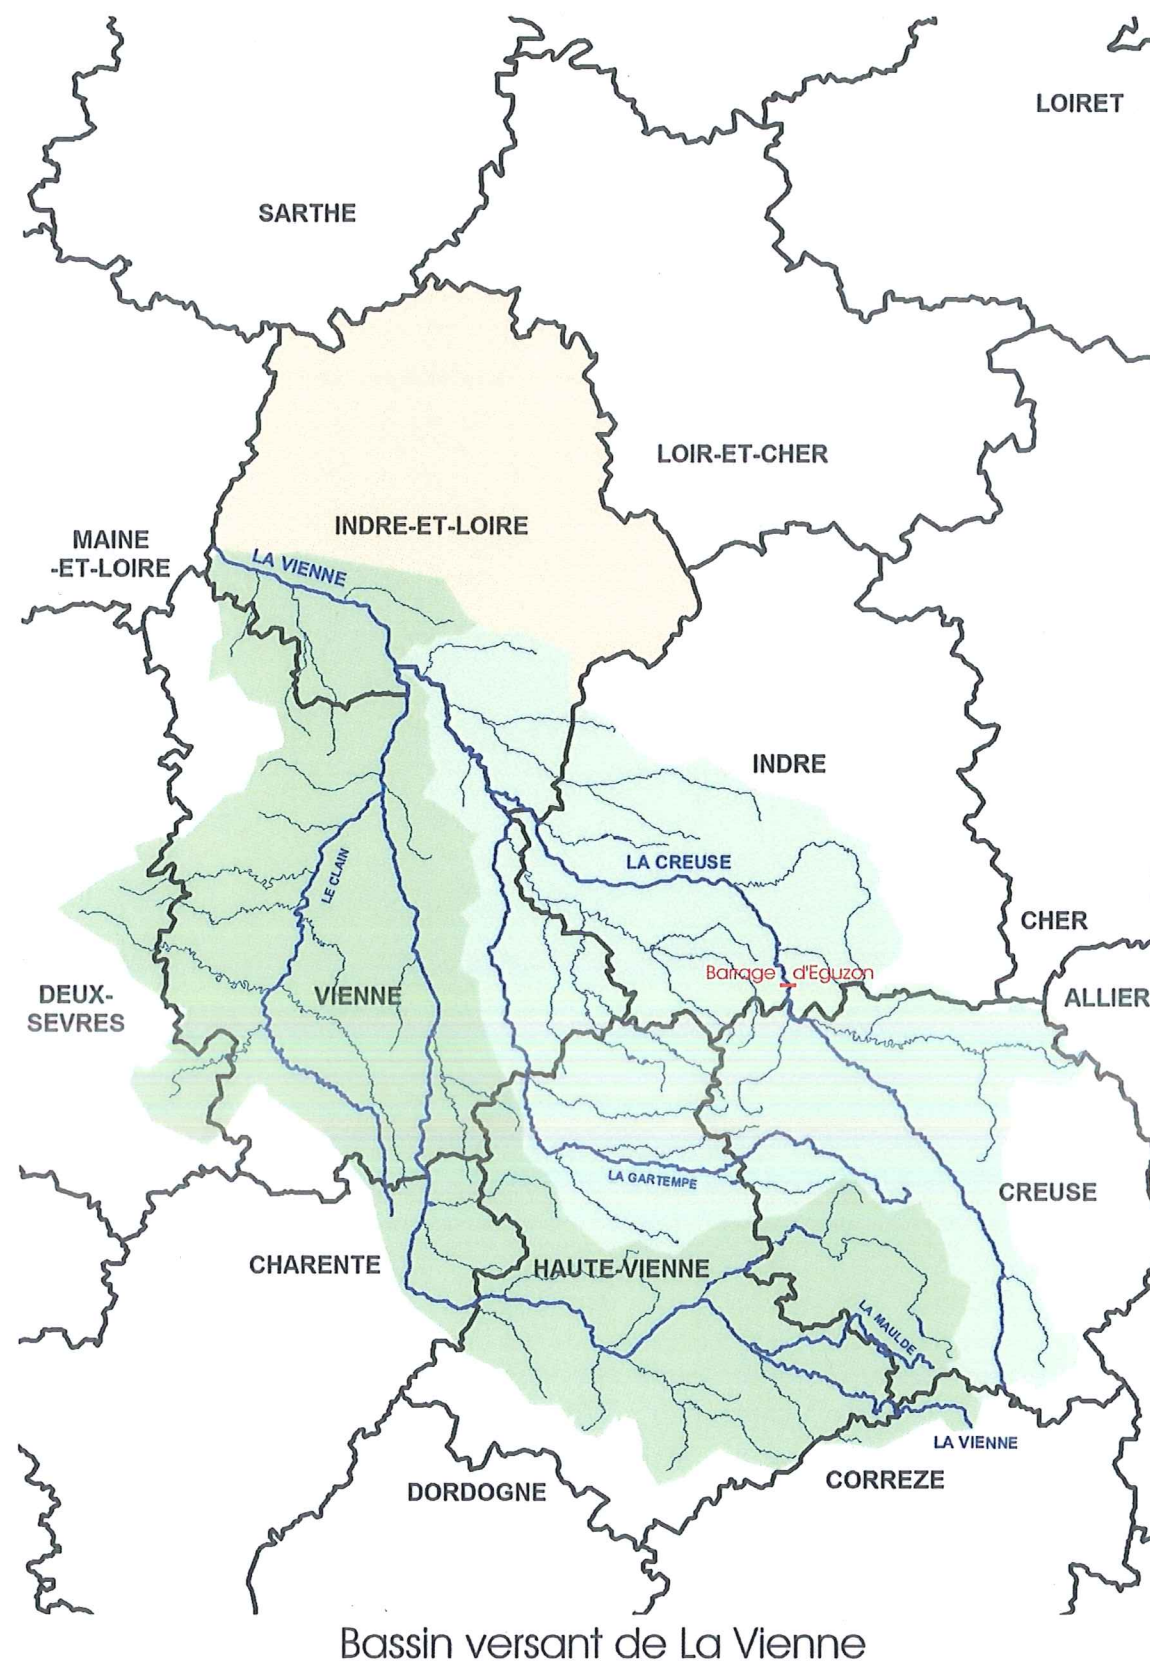 LOIRET
SARTHE
LOIR-ET-CHER
INDRE-ET-LOIRE
MAINE
-ET-LOIRE
LA VIENNE
INDRE
LA CREUSE
LE CLAIN
CHER
Barrage d'Eguzon
DEUX-
SEVRES
VIENNE
ALLIER
LA GARTEMPE
CREUSE
CHARENTE
HAUTE-VIENNE
LA MAULDE
LA VIENNE
CORREZE
DORDOGNE
Bassin versant de La Vienne